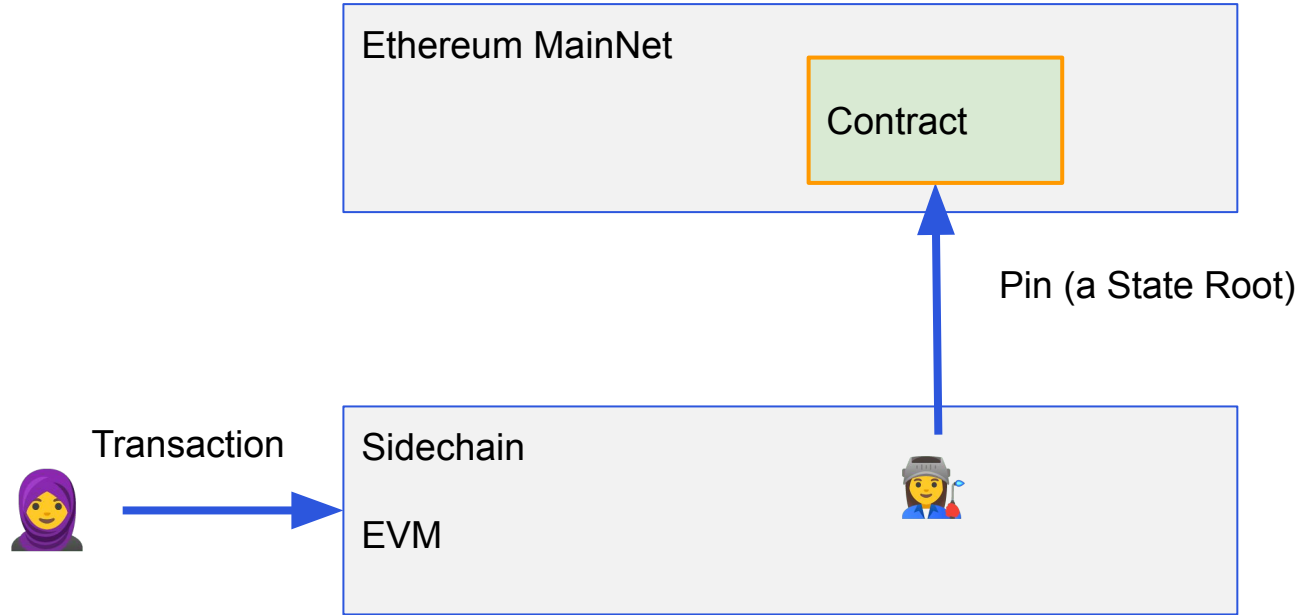 Ethereum MainNet
Contract
Pin (a State Root)
Transaction
Sidechain
EVM